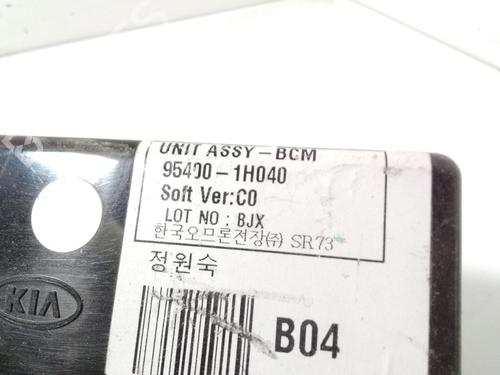 UNIT ASSY-BCM
95400-1H040
Soft Ver:C0
LOT NO : BJX
한국오므론전장(주) SR73
정원숙
KIA
B04